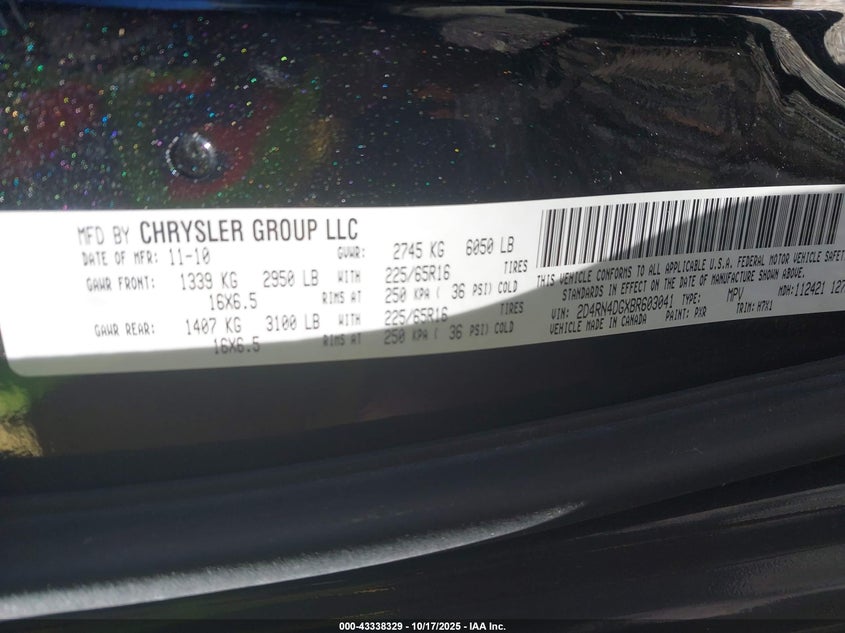 MFD BY CHRYSLER GROUP LLC
DATE OF MFR: 11-10 GVWR: 2745 KG 6050 LB
GAWR FRONT: 1339 KG 2950 LB WITH 225/65R16 TIRES
16X6.5 RIMS AT 250 KPA ( 36 PSI) COLD
GAWR REAR: 1407 KG 3100 LB WITH 225/65R16 TIRES
16X6.5 RIMS AT 250 KPA ( 36 PSI) COLD
THIS VEHICLE CONFORMS TO ALL APPLICABLE U.S.A. FEDERAL MOTOR VEHICLE SAFET
STANDARDS IN EFFECT ON THE DATE OF MANUFACTURE SHOWN ABOVE.
VIN: 2D4RN4DGXBR603041 TYPE: MPV MDH: 112421 127
VEHICLE MADE IN CANADA PAINT: PXR TRIM: H7X1
000-43338329 - 10/17/2025 - IAA Inc.